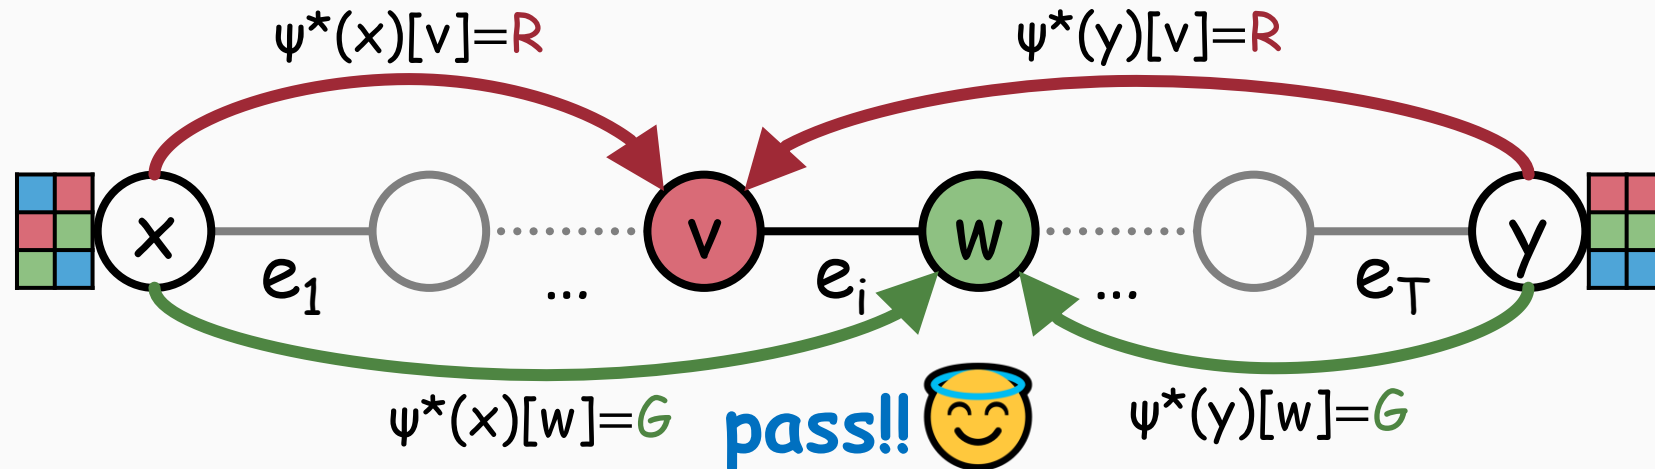 ψ*(x)[v]=R
ψ*(y)[v]=R
x
v
w
y
e1
...
ei
...
eT
ψ*(x)[w]=G
pass!!
ψ*(y)[w]=G